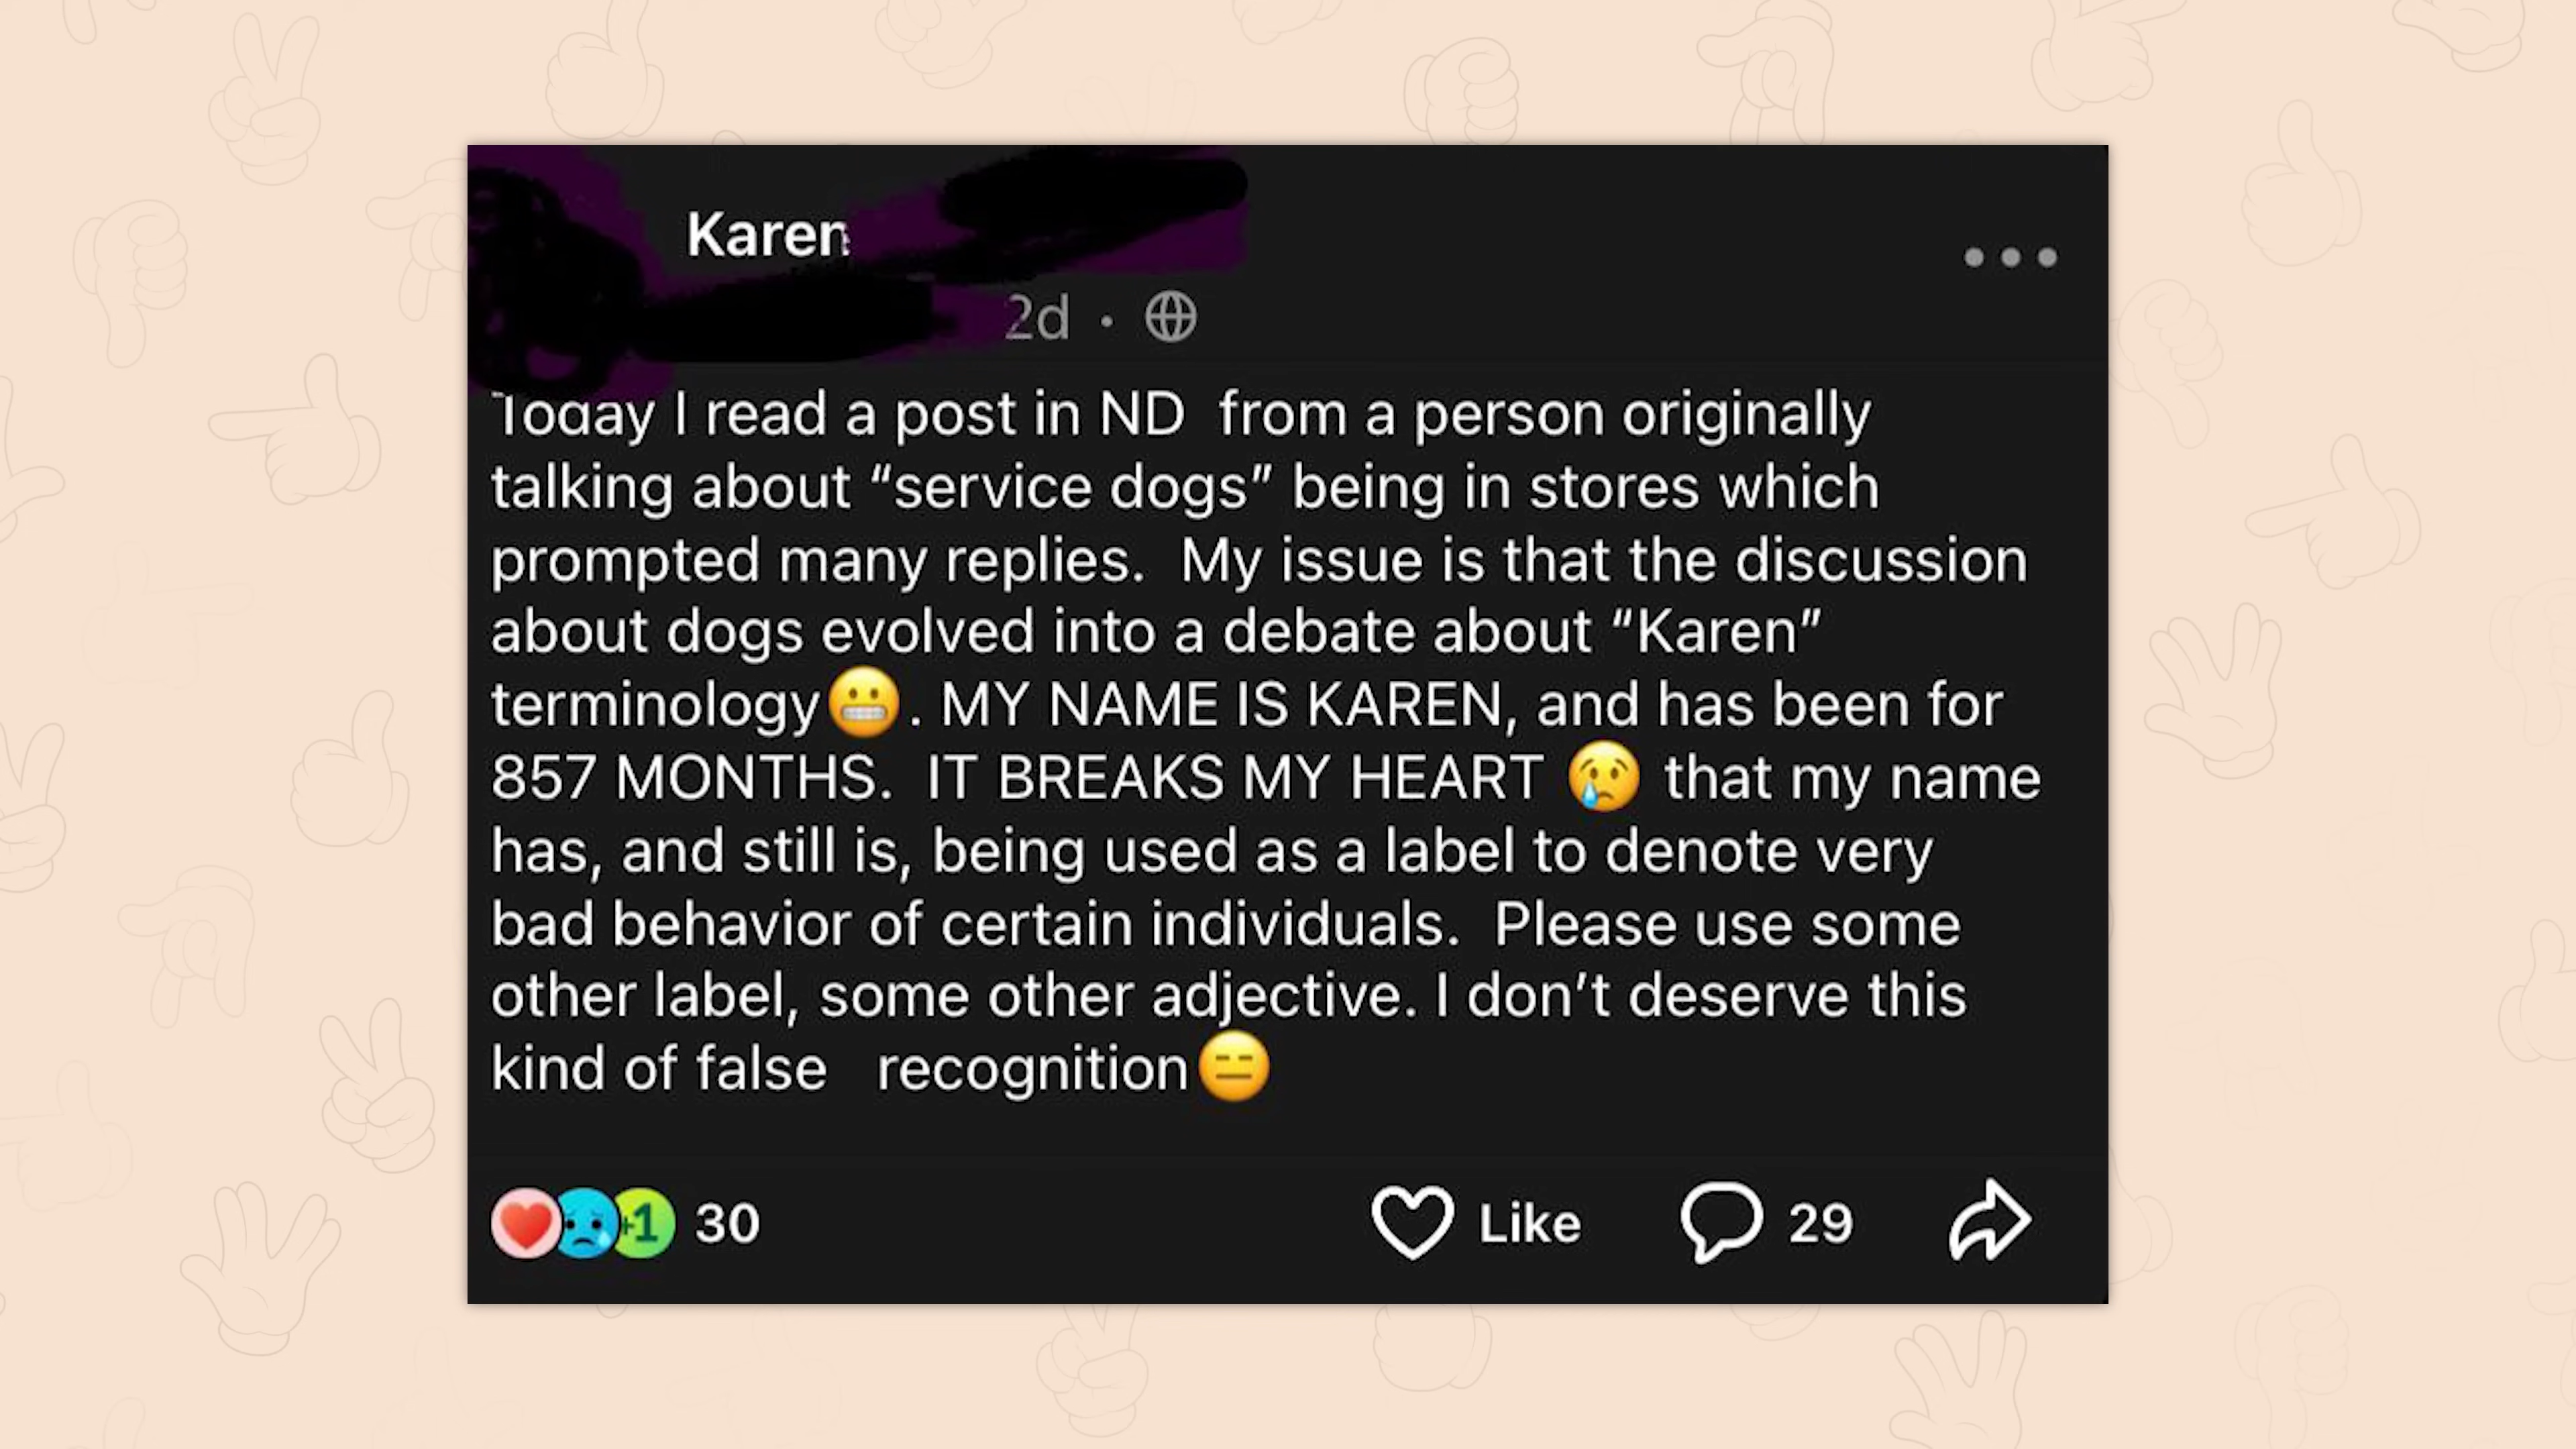 Karen
2d •
Today I read a post in ND from a person originally
talking about “service dogs” being in stores which
prompted many replies. My issue is that the discussion
about dogs evolved into a debate about “Karen”
terminology😬. MY NAME IS KAREN, and has been for
857 MONTHS. IT BREAKS MY HEART 😢 that my name
has, and still is, being used as a label to denote very
bad behavior of certain individuals. Please use some
other label, some other adjective. I don’t deserve this
kind of false recognition😑
+1 30 Like 29